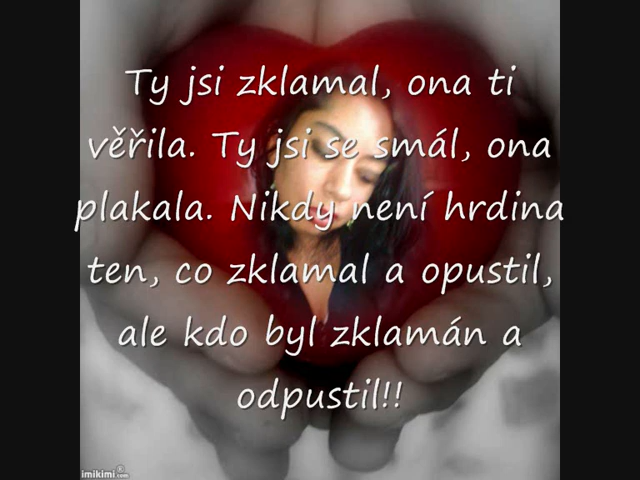 Ty jsi zklamal, ona ti
věřila. Ty jsi se smál, ona
plakala. Nikdy není hrdina
ten, co zklamal a opustil,
ale kdo byl zklamán a
odpustil!!
imikimi®.com